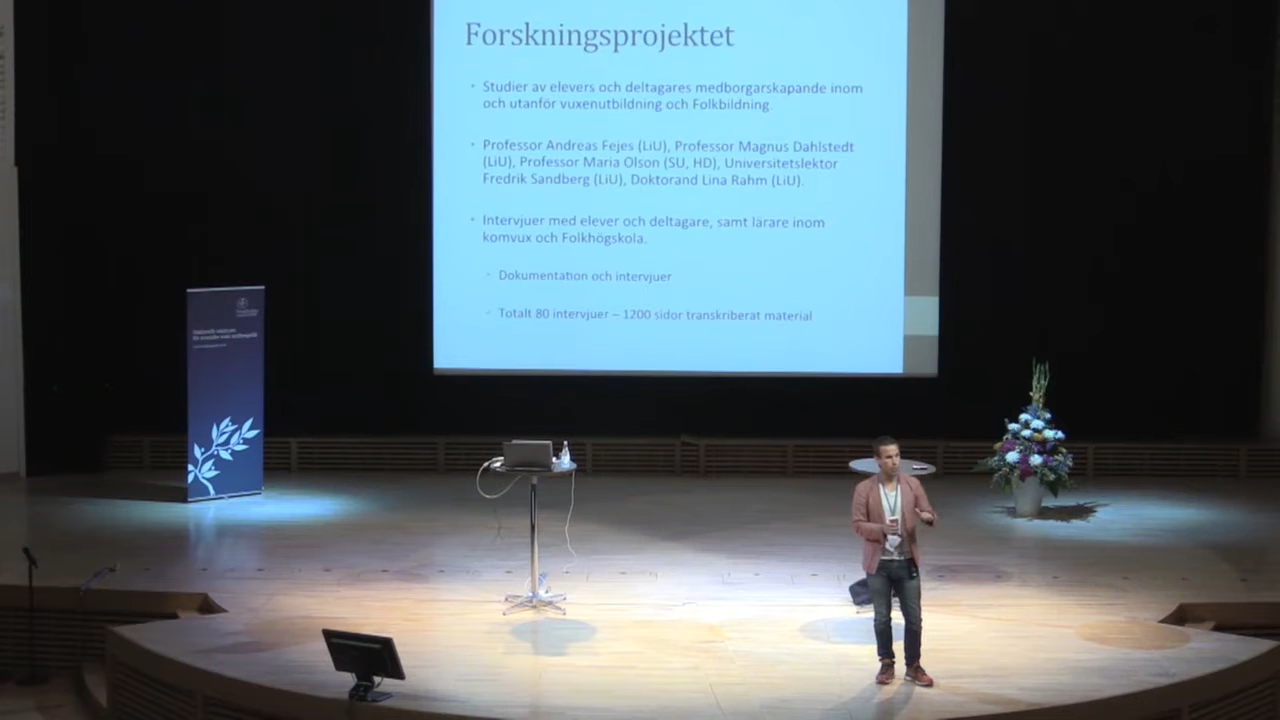 Forskningsprojektet
Studier av elevers och deltagares medborgarskapande inom
och utanför vuxenutbildning och Folkbildning.
Professor Andreas Fejes (LiU), Professor Magnus Dahlstedt
(LiU), Professor Maria Olson (SU, HD), Universitetslektor
Fredrik Sandberg (LiU), Doktorand Lina Rahm (LiU).
Intervjuer med elever och deltagare, samt lärare inom
komvux och Folkhögskola.
Dokumentation och intervjuer
Totalt 80 intervjuer – 1200 sidor transkriberat material